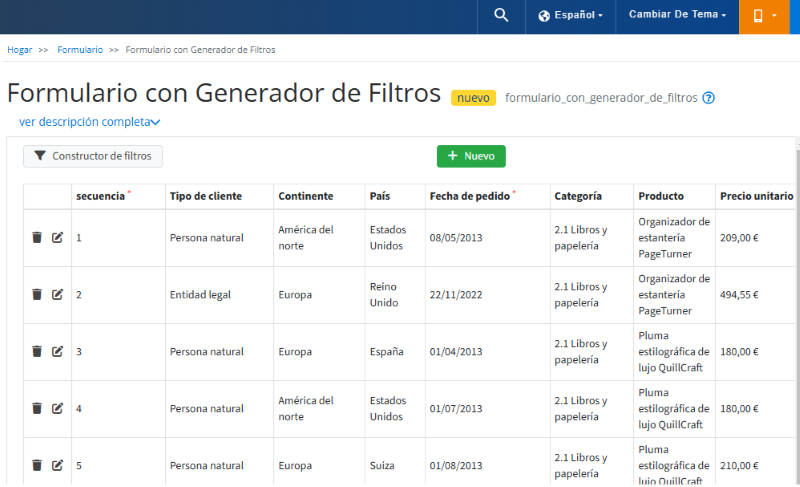 Español
Cambiar De Tema
Hogar >> Formulario >> Formulario con Generador de Filtros
Formulario con Generador de Filtros nuevo formulario_con_generador_de_filtros ?
ver descripción completa
Constructor de filtros
+ Nuevo
secuencia * Tipo de cliente Continente País Fecha de pedido * Categoría Producto Precio unitario
1 Persona natural América del norte Estados Unidos 08/05/2013 2.1 Libros y papelería Organizador de estantería PageTurner 209,00 €
2 Entidad legal Europa Reino Unido 22/11/2022 2.1 Libros y papelería Organizador de estantería PageTurner 494,55 €
3 Persona natural Europa España 01/04/2013 2.1 Libros y papelería Pluma estilográfica de lujo QuillCraft 180,00 €
4 Persona natural América del norte Estados Unidos 01/07/2013 2.1 Libros y papelería Pluma estilográfica de lujo QuillCraft 180,00 €
5 Persona natural Europa Suiza 01/08/2013 2.1 Libros y papelería Pluma estilográfica de lujo QuillCraft 210,00 €